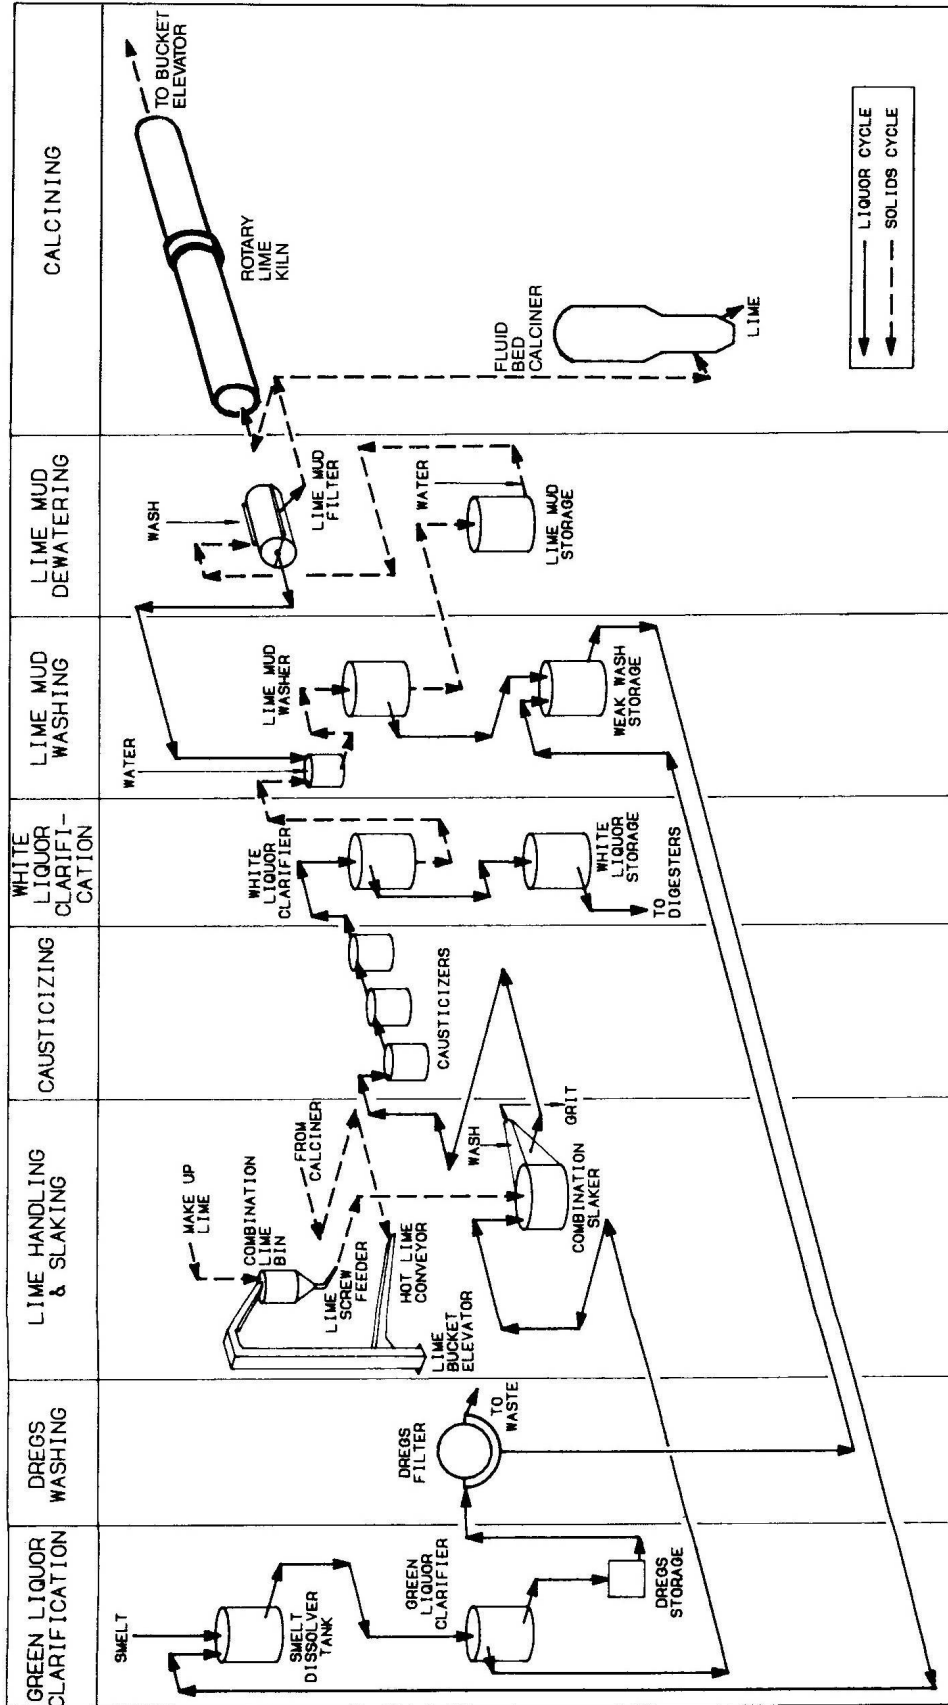 GREEN LIQUOR
CLARIFICATION
DREGS
WASHING
LIME HANDLING
& SLAKING
CAUSTICIZING
WHITE
LIQUOR
CLARIFI-
CATION
LIME MUD
WASHING
LIME MUD
DEWATERING
CALCINING
SMELT
SMELT
DISSOLVER
TANK
GREEN
LIQUOR
CLARIFIER
DREGS
STORAGE
DREGS
FILTER
TO
WASTE
MAKE UP
LIME
COMBINATION
LIME
BIN
FROM
CALCINER
LIME
SCREW
FEEDER
HOT LIME
CONVEYOR
LIME
BUCKET
ELEVATOR
WASH
GRIT
COMBINATION
SLAKER
CAUSTICIZERS
WHITE
LIQUOR
CLARIFIER
WHITE
LIQUOR
STORAGE
TO
DIGESTERS
WATER
LIME MUD
WASHER
WEAK WASH
STORAGE
WASH
LIME MUD
FILTER
WATER
LIME MUD
STORAGE
TO BUCKET
ELEVATOR
ROTARY
LIME
KILN
FLUID
BED
CALCINER
LIME
LIQUOR CYCLE
SOLIDS CYCLE